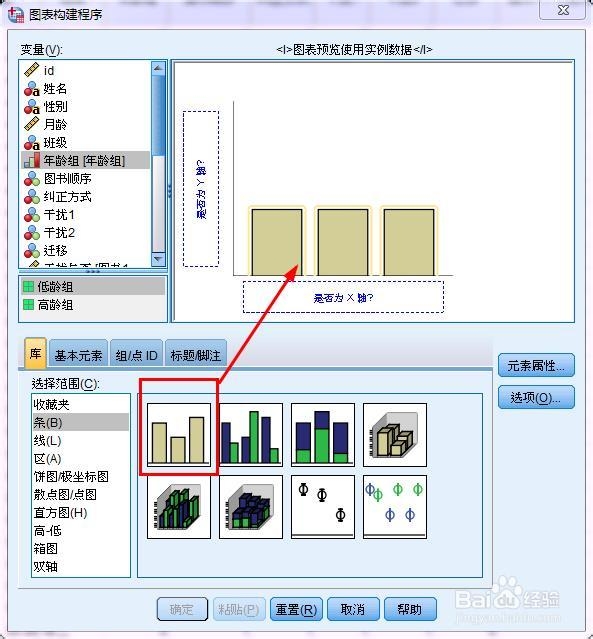 图表构建程序
变量(V):
<I>图表预览使用实例数据</I>
id
姓名
性别
月龄
班级
年龄组 [年龄组]
图书顺序
纠正方式
干扰1
干扰2
迁移
低龄组
高龄组
是否为 Y 轴?
是否为 X 轴?
库
基本元素
组/点 ID
标题/脚注
元素属性...
选项(O)...
选择范围(C):
收藏夹
条(B)
线(L)
区(A)
饼图/极坐标图
散点图/点图
直方图(H)
高-低
箱图
双轴
确定
粘贴(P)
重置(R)
取消
帮助
Baidu 经验
jingyan.baidu.com